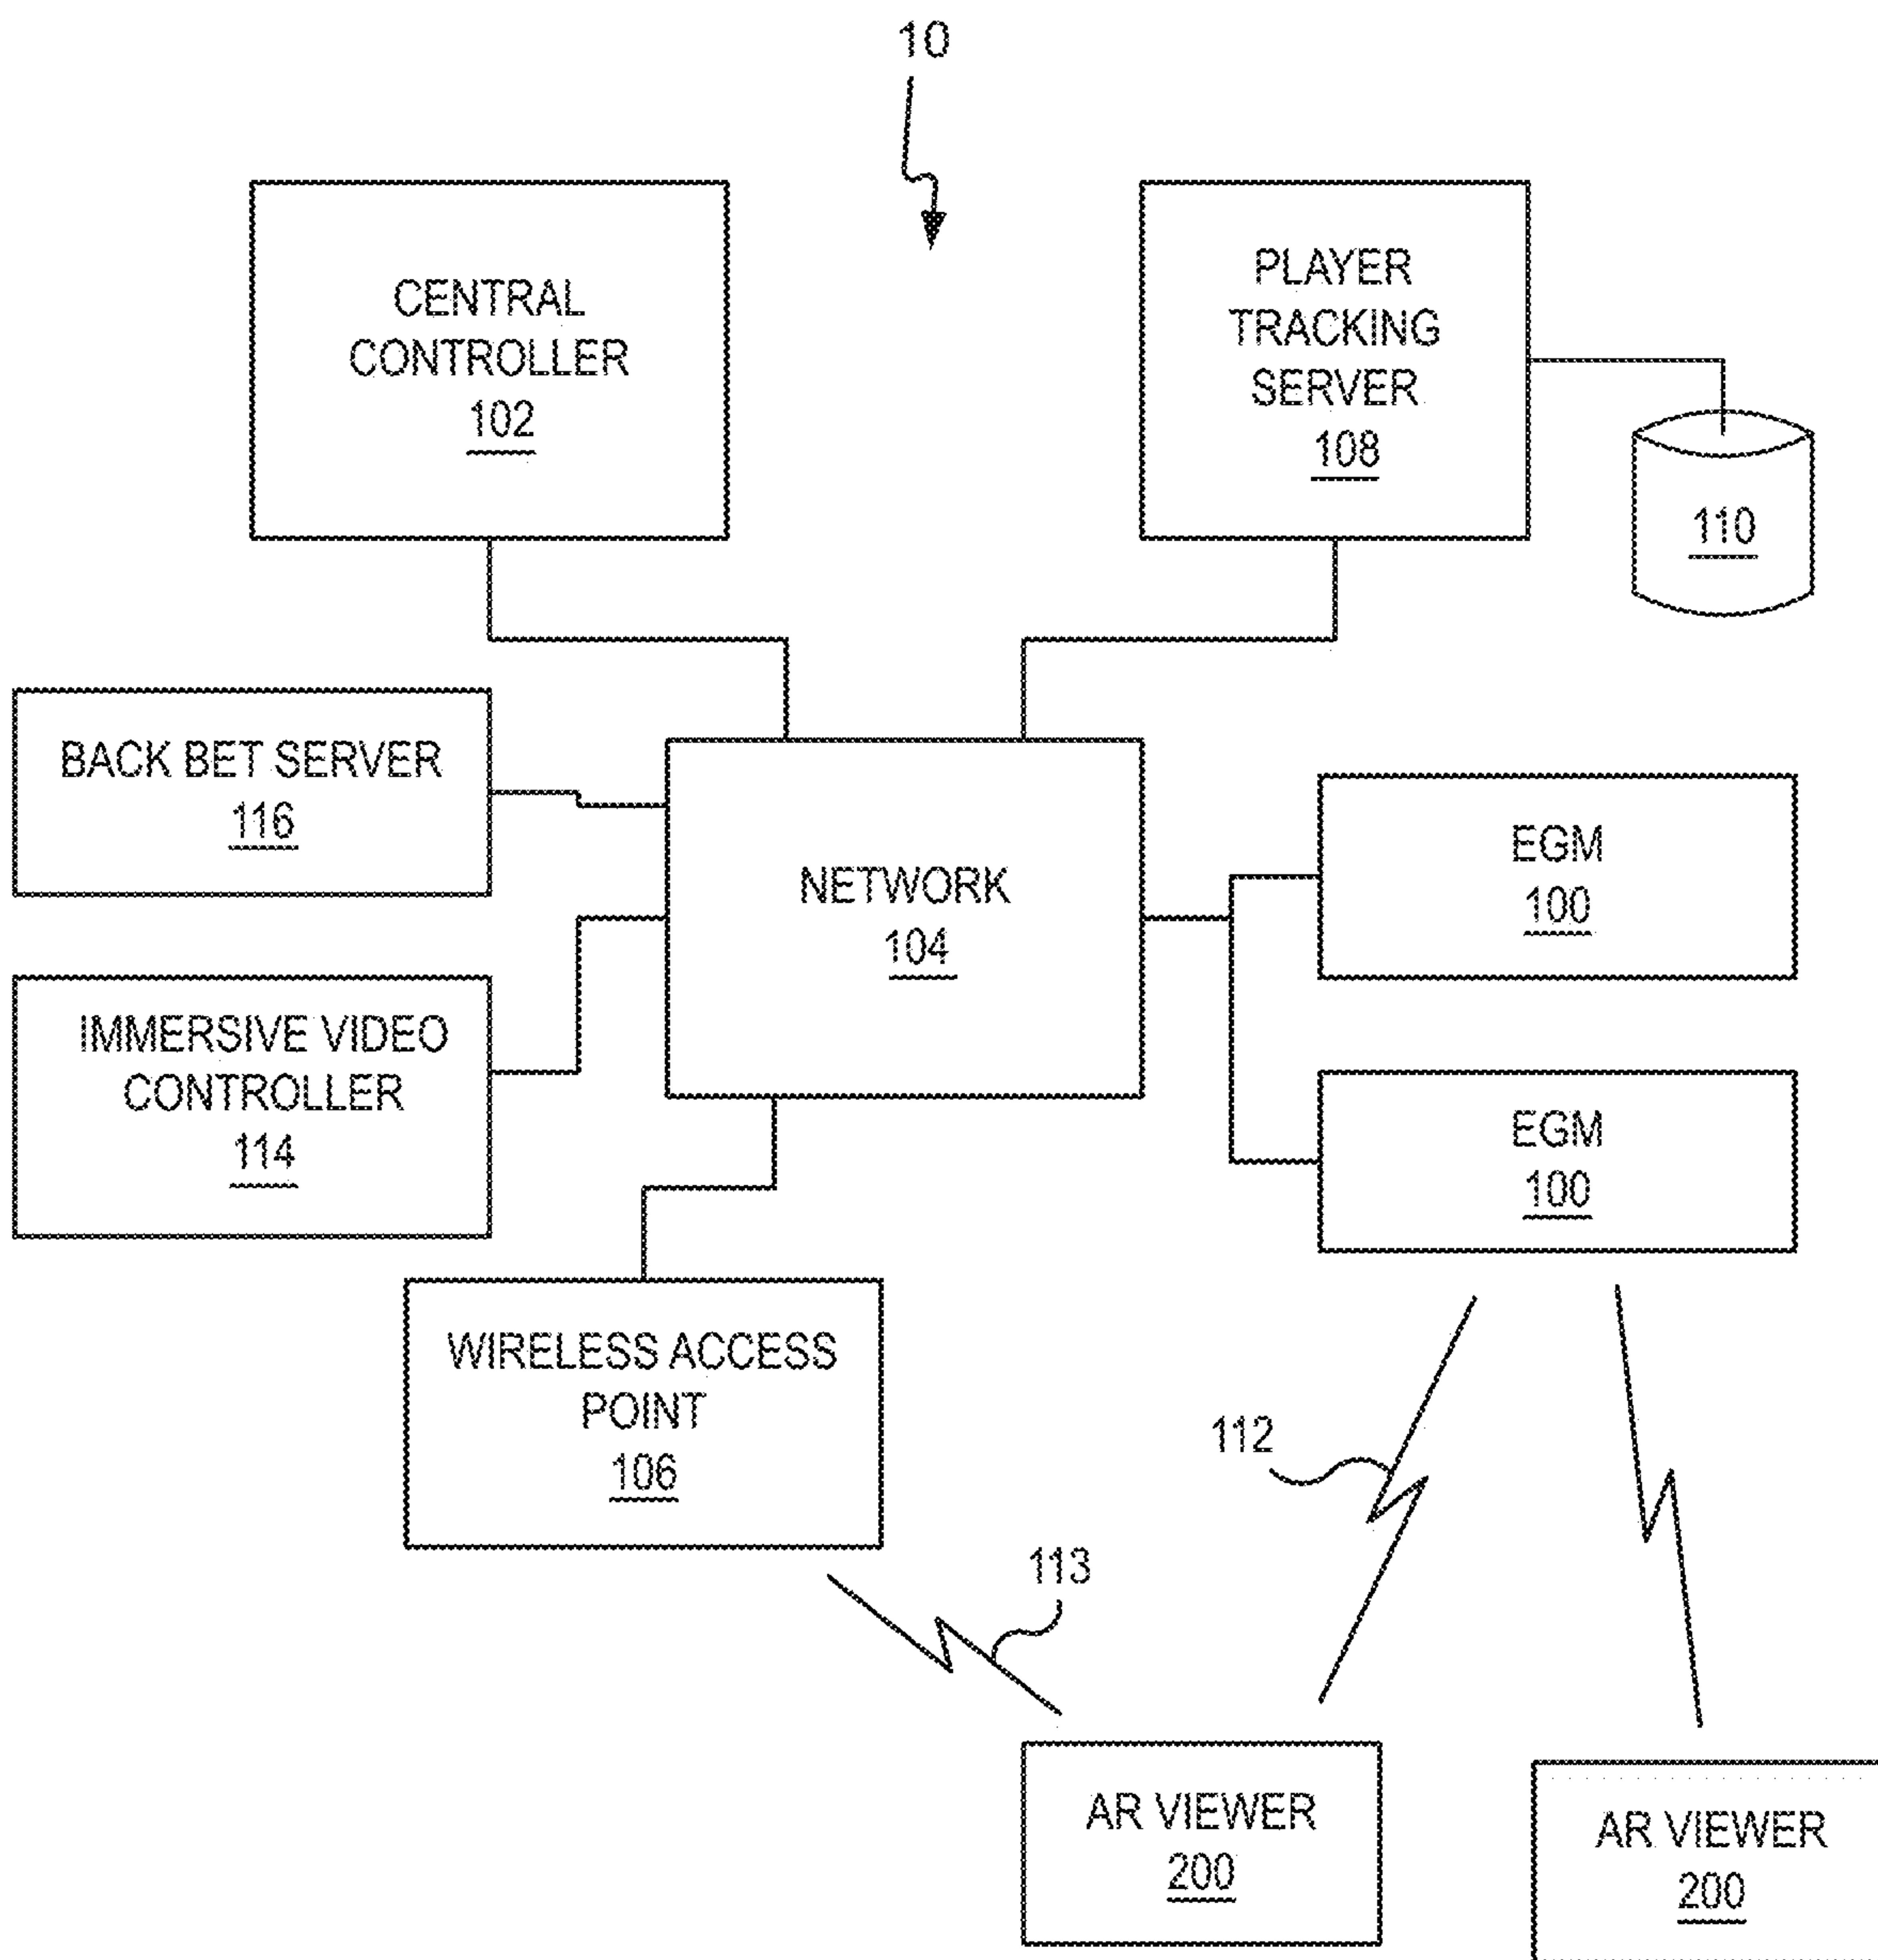 10
CENTRAL
CONTROLLER
102
PLAYER
TRACKING
SERVER
108
110
BACK BET SERVER
116
NETWORK
104
EGM
100
IMMERSIVE VIDEO
CONTROLLER
114
EGM
100
WIRELESS ACCESS
POINT
106
112
113
AR VIEWER
200
AR VIEWER
200